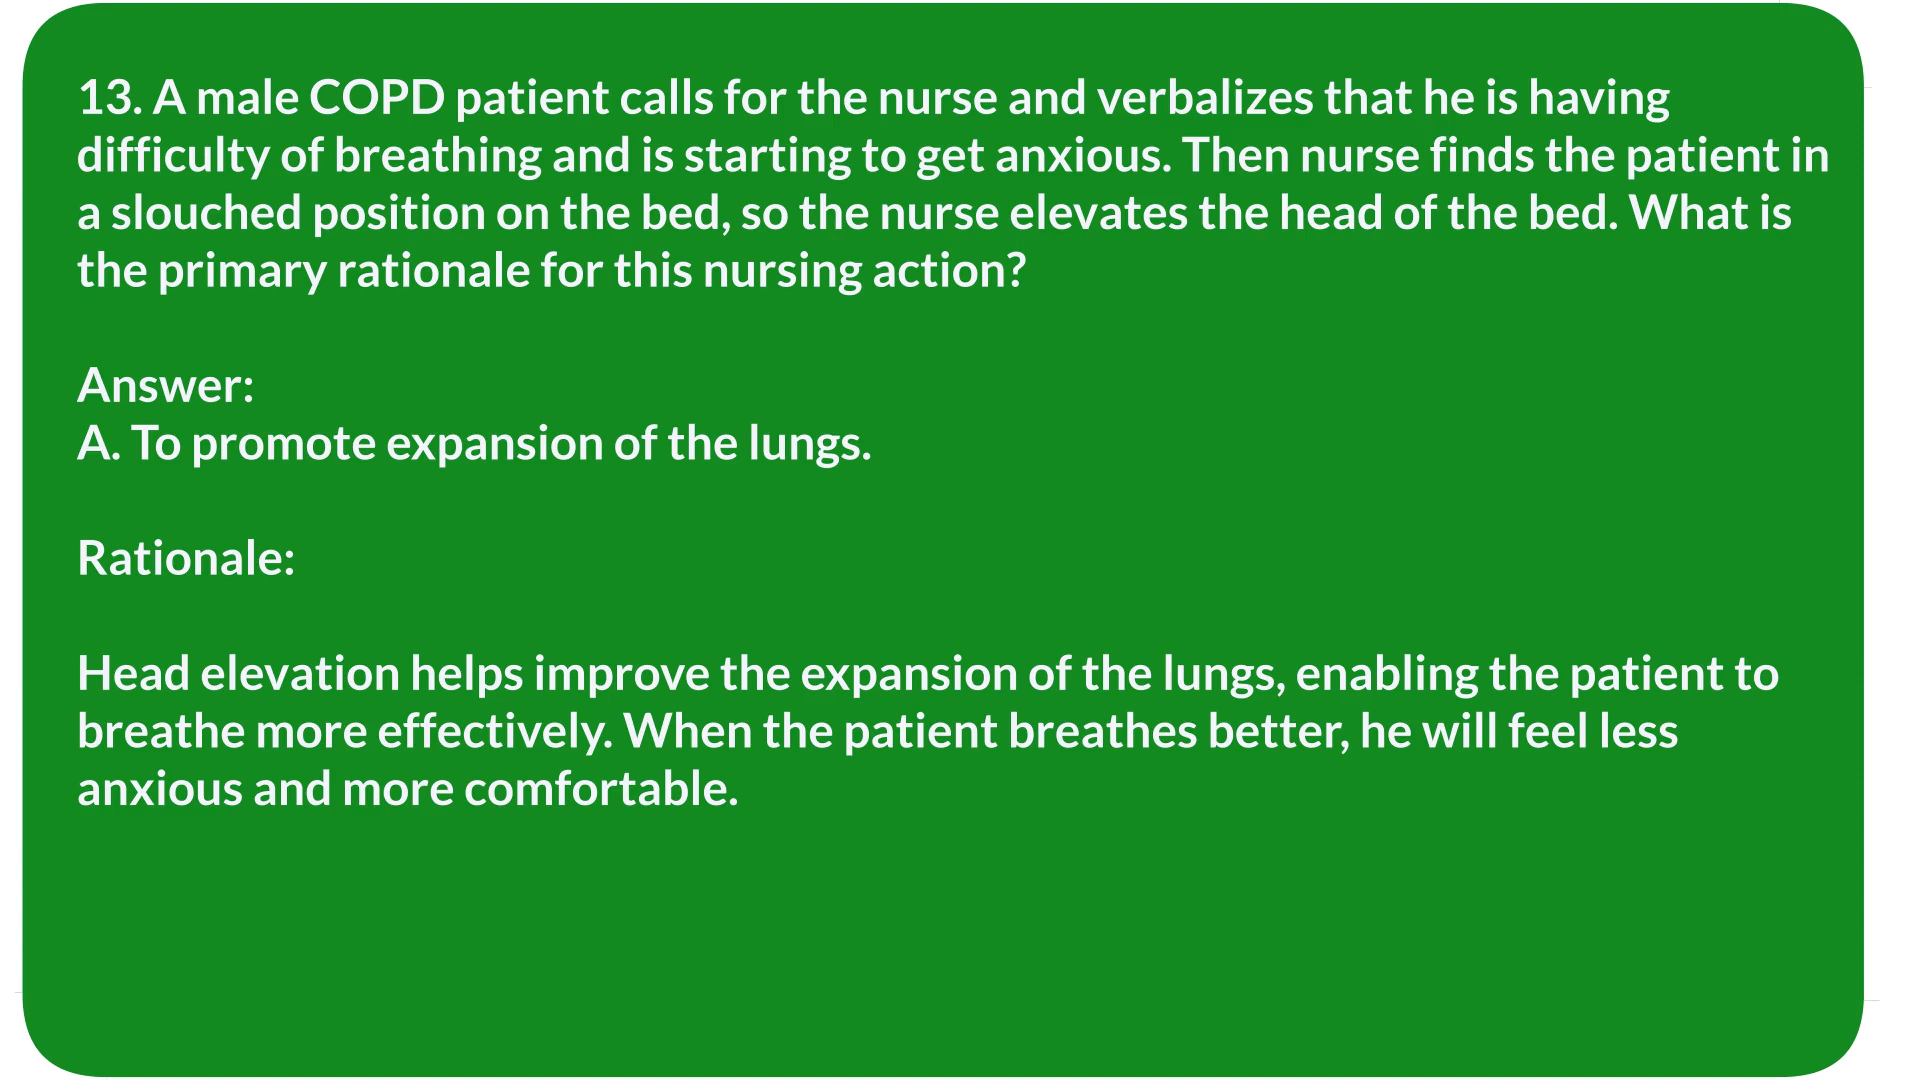 13. A male COPD patient calls for the nurse and verbalizes that he is having
difficulty of breathing and is starting to get anxious. Then nurse finds the patient in
a slouched position on the bed, so the nurse elevates the head of the bed. What is
the primary rationale for this nursing action?
Answer:
A. To promote expansion of the lungs.
Rationale:
Head elevation helps improve the expansion of the lungs, enabling the patient to
breathe more effectively. When the patient breathes better, he will feel less
anxious and more comfortable.